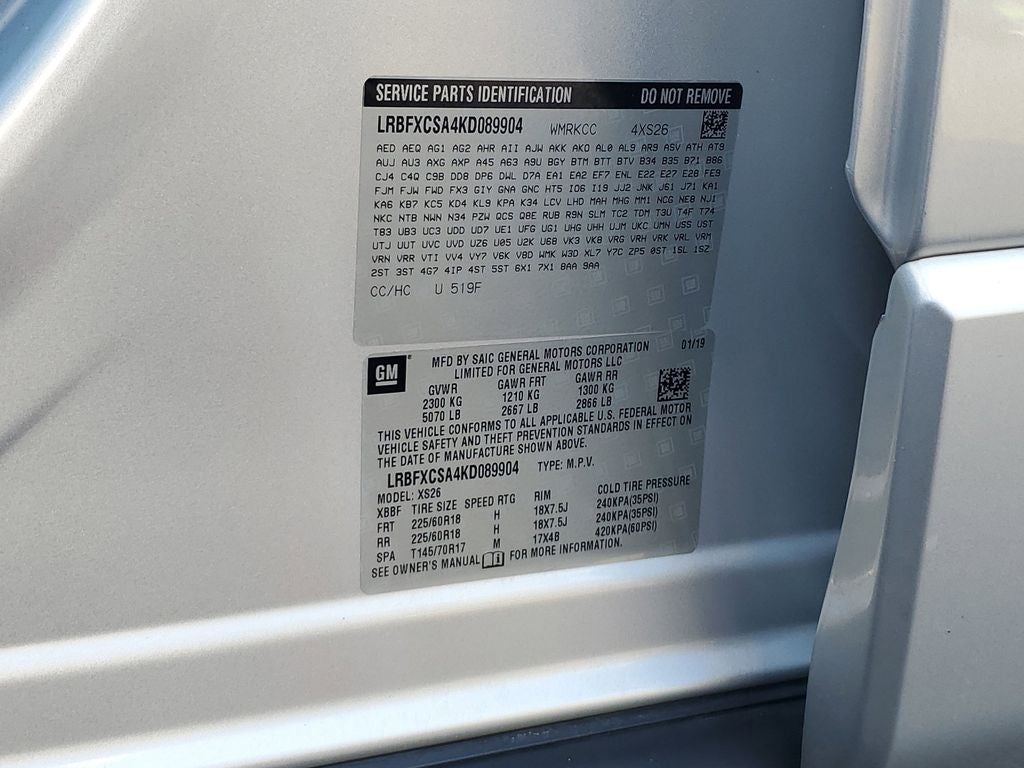 SERVICE PARTS IDENTIFICATION DO NOT REMOVE
LRBFXCSA4KD089904 WMRKCC 4XS26
AED AEQ AG1 AG2 AHR AII AJW AKK AKO AL0 AL9 AR9 ASV ATH AT9
AUJ AU3 AXG AXP A45 A63 A9U BGY BTM BTT BTV B34 B35 B71 B86
CJ4 C4Q C9B DD8 DP6 DWL D7A EA1 EA2 EF7 ENL E22 E27 E28 FE9
FJM FJW FWD FX3 GIY GNA GNC HT5 IO6 I19 JJ2 JNK J61 J71 KA1
KA6 KB7 KC5 KD4 KL9 KPA K34 LCV LHD MAH MHG MM1 NCG NE8 NJ1
NKC NTB NWN N34 PZW QCS Q8E RUB R9N SLM TC2 TDM T3U T4F T74
T83 UB3 UC3 UDD UD7 UE1 UFG UG1 UHG UHH UJM UKC UMN USS UST
UTJ UUT UVC UVD UZ6 U05 U2K U68 VK3 VK8 VRG VRH VRK VRL VRM
VRN VRR VTI VV4 VY7 V6K V8D WMK W3D XL7 Y7C ZP5 0ST 1SL 1SZ
2ST 3ST 4G7 4IP 4ST 5ST 6X1 7X1 8AA 9AA
CC/HC U 519F
GM MFD BY SAIC GENERAL MOTORS CORPORATION 01/19
LIMITED FOR GENERAL MOTORS LLC
GVWR GAWR FRT GAWR RR
2300 KG 1210 KG 1300 KG
5070 LB 2667 LB 2866 LB
THIS VEHICLE CONFORMS TO ALL APPLICABLE U.S. FEDERAL MOTOR
VEHICLE SAFETY AND THEFT PREVENTION STANDARDS IN EFFECT ON
THE DATE OF MANUFACTURE SHOWN ABOVE.
LRBFXCSA4KD089904 TYPE: M.P.V.
MODEL: XS26
XBBF TIRE SIZE SPEED RTG RIM COLD TIRE PRESSURE
FRT 225/60R18 H 18X7.5J 240KPA(35PSI)
RR 225/60R18 H 18X7.5J 240KPA(35PSI)
SPA T145/70R17 M 17X4B 420KPA(60PSI)
SEE OWNER'S MANUAL FOR MORE INFORMATION.